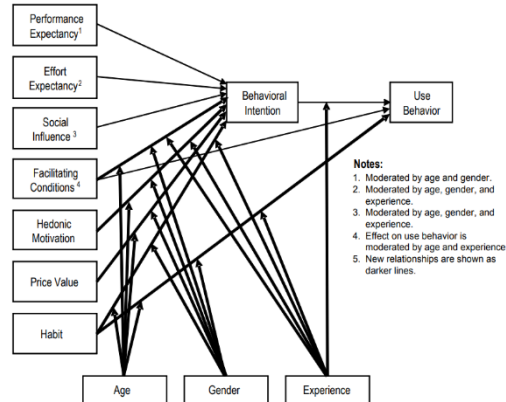 Performance
Expectancy1
Effort
Expectancy2
Social
Influence 3
Facilitating
Conditions 4
Hedonic
Motivation
Price Value
Habit
Behavioral
Intention
Use
Behavior
Notes:
1. Moderated by age and gender.
2. Moderated by age, gender, and
experience.
3. Moderated by age, gender, and
experience.
4. Effect on use behavior is
moderated by age and experience
5. New relationships are shown as
darker lines.
Age
Gender
Experience